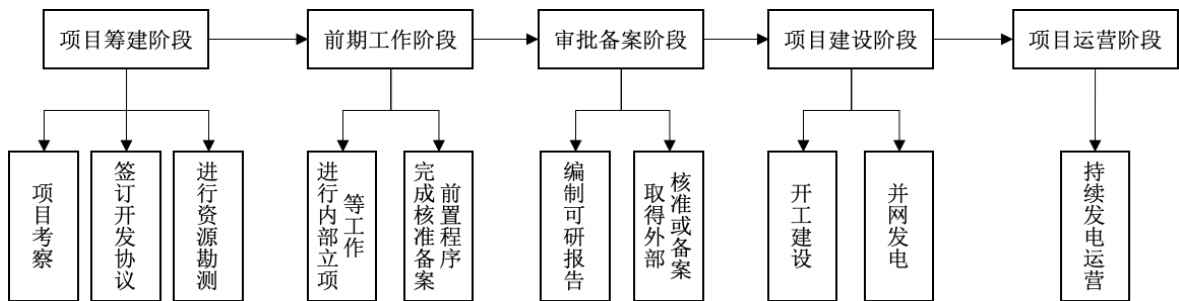 项目筹建阶段
前期工作阶段
审批备案阶段
项目建设阶段
项目运营阶段
项目考察
签订开发协议
进行资源勘测
进行内部立项
等工作
完成核准备案
前置程序
编制可研报告
取得外部
核准或备案
开工建设
并网发电
持续发电运营